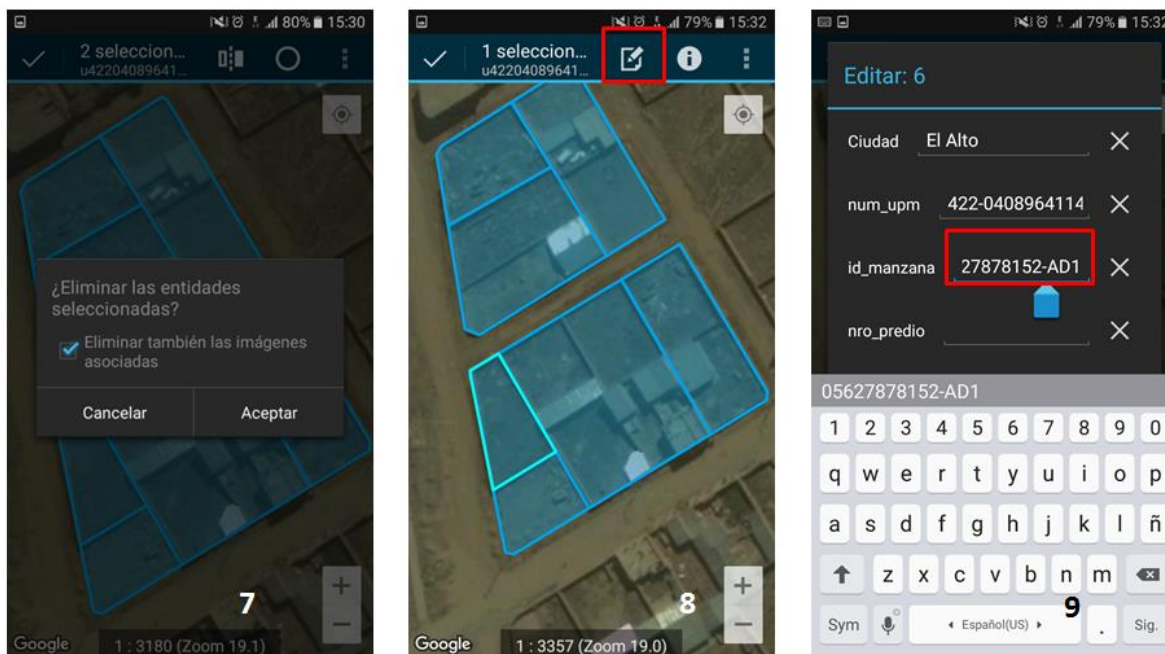 80% 15:30
2 seleccion...
u42204089641...
¿Eliminar las entidades
seleccionadas?
Eliminar también las imágenes
asociadas
Cancelar Aceptar
+
7
−
Google
1 : 3180 (Zoom 19.1)
79% 15:32
1 seleccion...
u42204089641...
+
8
−
Google
1 : 3357 (Zoom 19.0)
79% 15:32
Editar: 6
Ciudad El Alto
num_upm 422-0408964114
id_manzana 27878152-AD1
nro_predio
05627878152-AD1
1 2 3 4 5 6 7 8 9 0
q w e r t y u i o p
a s d f g h j k l ñ
z x c v b n m
9
Sym Español(US) . Sig.